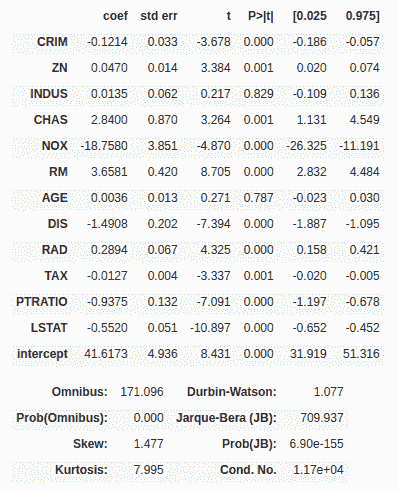 coef std err t P>|t| [0.025 0.975]
CRIM -0.1214 0.033 -3.678 0.000 -0.186 -0.057
ZN 0.0470 0.014 3.384 0.001 0.020 0.074
INDUS 0.0135 0.062 0.217 0.829 -0.109 0.136
CHAS 2.8400 0.870 3.264 0.001 1.131 4.549
NOX -18.7580 3.851 -4.870 0.000 -26.325 -11.191
RM 3.6581 0.420 8.705 0.000 2.832 4.484
AGE 0.0036 0.013 0.271 0.787 -0.023 0.030
DIS -1.4908 0.202 -7.394 0.000 -1.887 -1.095
RAD 0.2894 0.067 4.325 0.000 0.158 0.421
TAX -0.0127 0.004 -3.337 0.001 -0.020 -0.005
PTRATIO -0.9375 0.132 -7.091 0.000 -1.197 -0.678
LSTAT -0.5520 0.051 -10.897 0.000 -0.652 -0.452
intercept 41.6173 4.936 8.431 0.000 31.919 51.316
Omnibus: 171.096 Durbin-Watson: 1.077
Prob(Omnibus): 0.000 Jarque-Bera (JB): 709.937
Skew: 1.477 Prob(JB): 6.90e-155
Kurtosis: 7.995 Cond. No. 1.17e+04